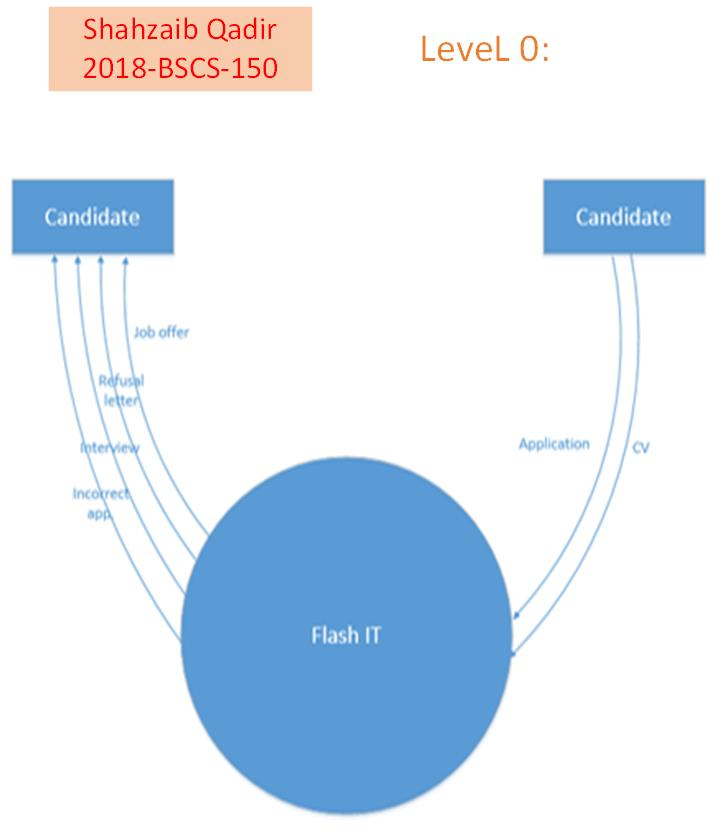 Shahzaib Qadir
2018-BSCS-150
LeveL 0:
Candidate
Candidate
Job offer
Refusal
letter
Interview
Incorrect
app
Application
CV
Flash IT